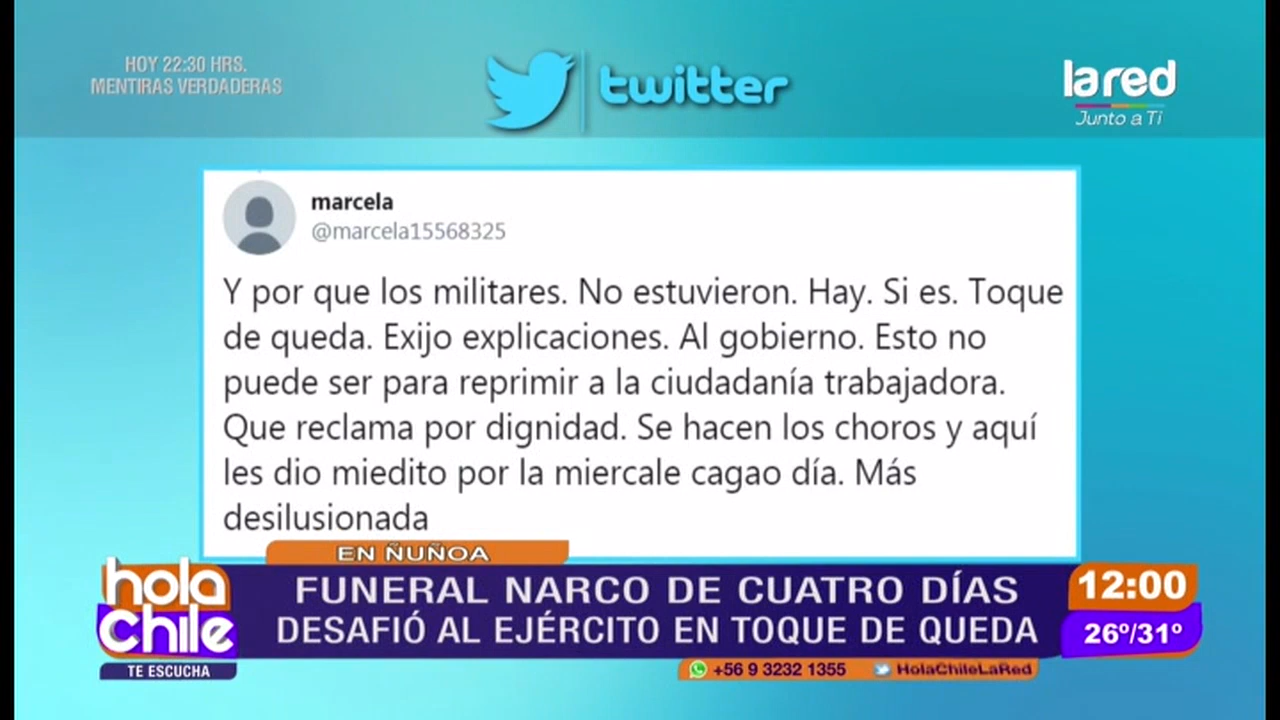 HOY 22:30 HRS.
MENTIRAS VERDADERAS
twitter
la red
Junto a Ti
marcela
@marcela15568325
Y por que los militares. No estuvieron. Hay. Si es. Toque
de queda. Exijo explicaciones. Al gobierno. Esto no
puede ser para reprimir a la ciudadanía trabajadora.
Que reclama por dignidad. Se hacen los choros y aquí
les dio miedito por la miercale cagao día. Más
desilusionada
EN ÑUÑOA
FUNERAL NARCO DE CUATRO DÍAS
DESAFIÓ AL EJÉRCITO EN TOQUE DE QUEDA
hola
chile
TE ESCUCHA
12:00
26°/31°
+56 9 3232 1355
HolaChileLaRed